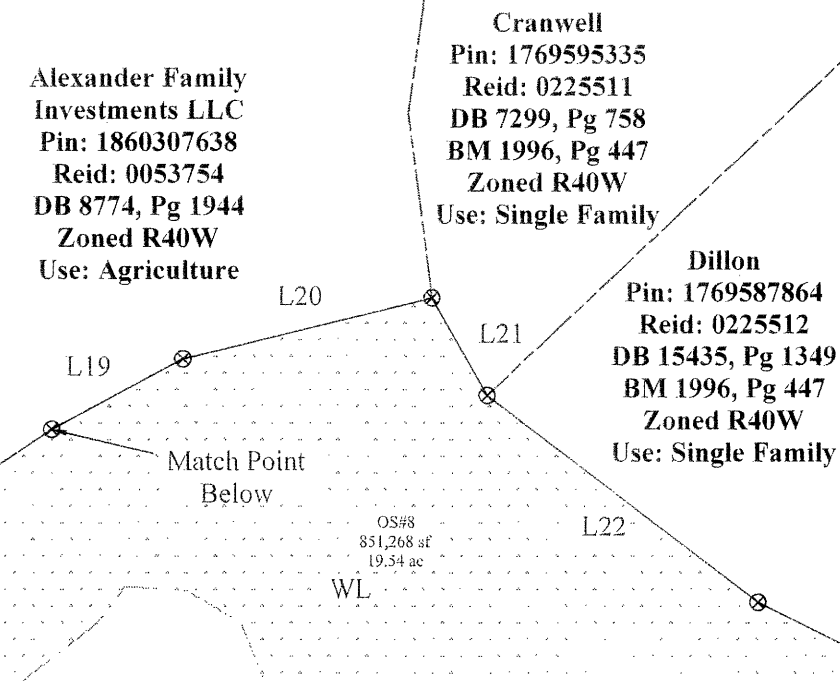 Alexander Family
Investments LLC
Pin: 1860307638
Reid: 0053754
DB 8774, Pg 1944
Zoned R40W
Use: Agriculture
Cranwell
Pin: 1769595335
Reid: 0225511
DB 7299, Pg 758
BM 1996, Pg 447
Zoned R40W
Use: Single Family
Dillon
Pin: 1769587864
Reid: 0225512
DB 15435, Pg 1349
BM 1996, Pg 447
Zoned R40W
Use: Single Family
L20
L21
L19
Match Point
Below
OS#8
851,268 sf
19.54 ac
L22
WL